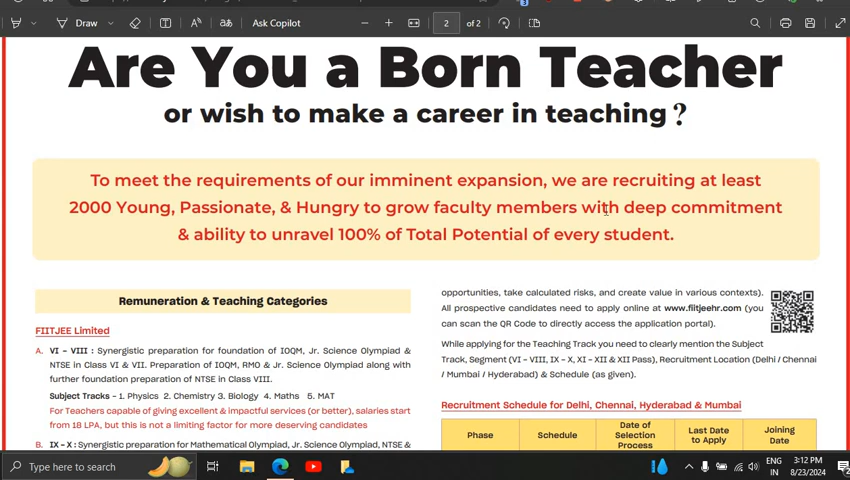 Draw
Ask Copilot
2
of 2
Are You a Born Teacher
or wish to make a career in teaching?
To meet the requirements of our imminent expansion, we are recruiting at least
2000 Young, Passionate, & Hungry to grow faculty members with deep commitment
& ability to unravel 100% of Total Potential of every student.
Remuneration & Teaching Categories
FIITJEE Limited
A. VI – VIII : Synergistic preparation for foundation of IOQM, Jr. Science Olympiad &
NTSE in Class VI & VII. Preparation of IOQM, RMO & Jr. Science Olympiad along with
further foundation preparation of NTSE in Class VIII.
Subject Tracks - 1. Physics 2. Chemistry 3. Biology 4. Maths 5. MAT
For Teachers capable of giving excellent & impactful services (or better), salaries start
from 18 LPA, but this is not a limiting factor for more deserving candidates
B. IX - X : Synergistic preparation for Mathematical Olympiad, Jr. Science Olympiad, NTSE &
opportunities, take calculated risks, and create value in various contexts).
All prospective candidates need to apply online at www.fiitjeehr.com (you
can scan the QR Code to directly access the application portal).
While applying for the Teaching Track you need to clearly mention the Subject
Track, Segment (VI – VIII, IX – X, XI – XII & XII Pass), Recruitment Location (Delhi / Chennai
/ Mumbai / Hyderabad) & Schedule (as given).
Recruitment Schedule for Delhi, Chennai, Hyderabad & Mumbai
Phase
Schedule
Date of
Selection
Process
Last Date
to Apply
Joining
Date
Type here to search
ENG
IN
3:12 PM
8/23/2024